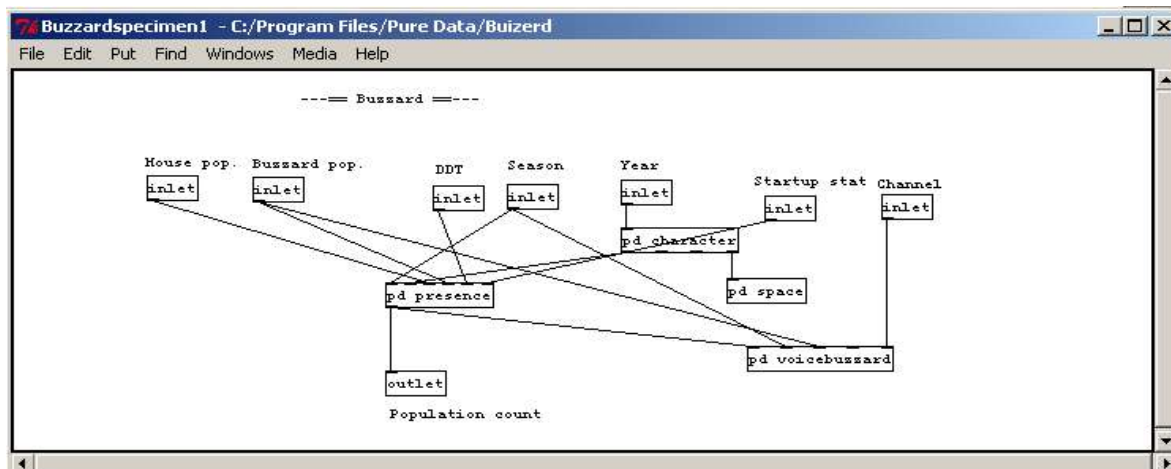 Buzzardspecimen1 - C:/Program Files/Pure Data/Buizerd
File Edit Put Find Windows Media Help
---== Buzzard ==---
House pop. Buzzard pop. DDT Season Year Startup stat Channel
inlet inlet inlet inlet inlet inlet inlet
pd character
pd presence
pd space
pd voicebuzzard
outlet
Population count